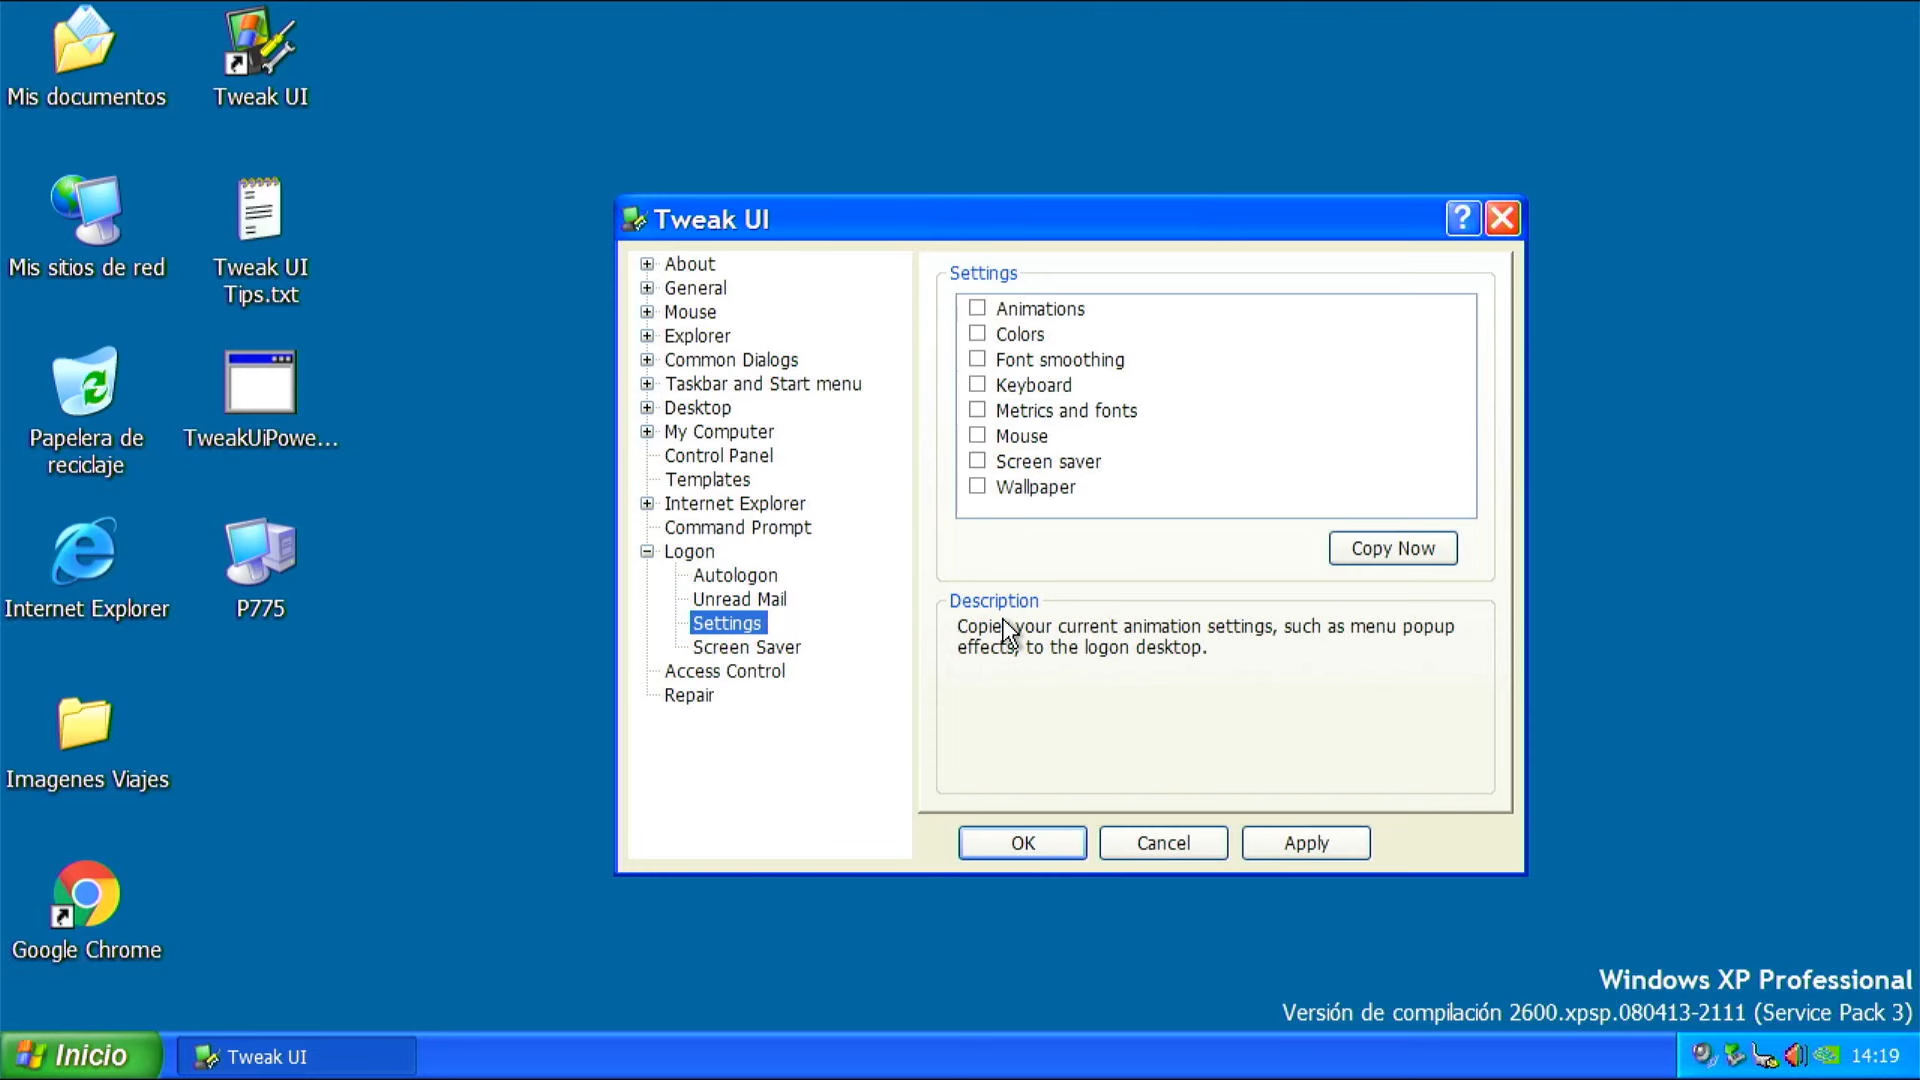 Mis documentos
Tweak UI
Mis sitios de red
Tweak UI
Tips.txt
Papelera de
reciclaje
TweakUiPowe...
Internet Explorer
P775
Imagenes Viajes
Google Chrome
Tweak UI
?
About
General
Mouse
Explorer
Common Dialogs
Taskbar and Start menu
Desktop
My Computer
Control Panel
Templates
Internet Explorer
Command Prompt
Logon
Autologon
Unread Mail
Settings
Screen Saver
Access Control
Repair
Settings
Animations
Colors
Font smoothing
Keyboard
Metrics and fonts
Mouse
Screen saver
Wallpaper
Copy Now
Description
Copies your current animation settings, such as menu popup
effects, to the logon desktop.
OK
Cancel
Apply
Windows XP Professional
Versión de compilación 2600.xpsp.080413-2111 (Service Pack 3)
Inicio
Tweak UI
14:19